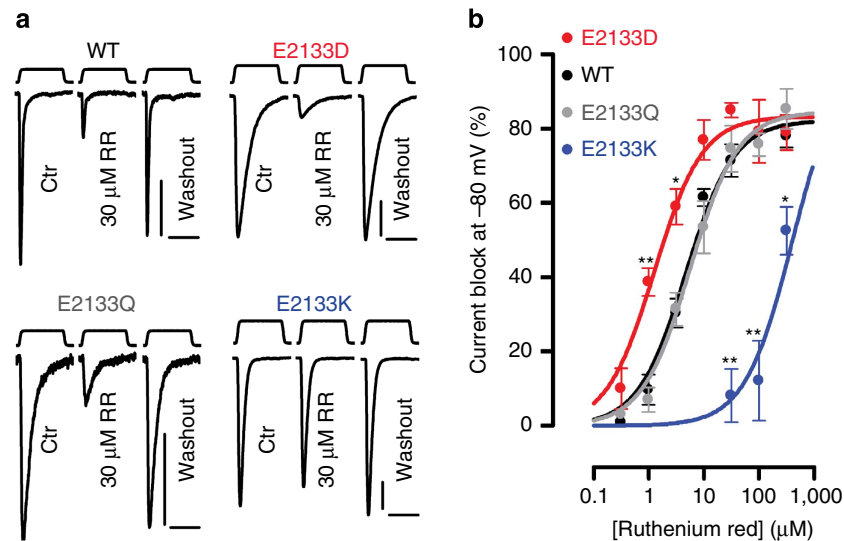 a
WT
Ctr
30 μM RR
Washout
E2133D
Ctr
30 μM RR
Washout
E2133Q
Ctr
30 μM RR
Washout
E2133K
Ctr
30 μM RR
Washout
b
E2133D
WT
E2133Q
E2133K
Current block at –80 mV (%)
100
80
60
40
20
0
**
*
**
**
*
0.1 1 10 100 1,000
[Ruthenium red] (μM)